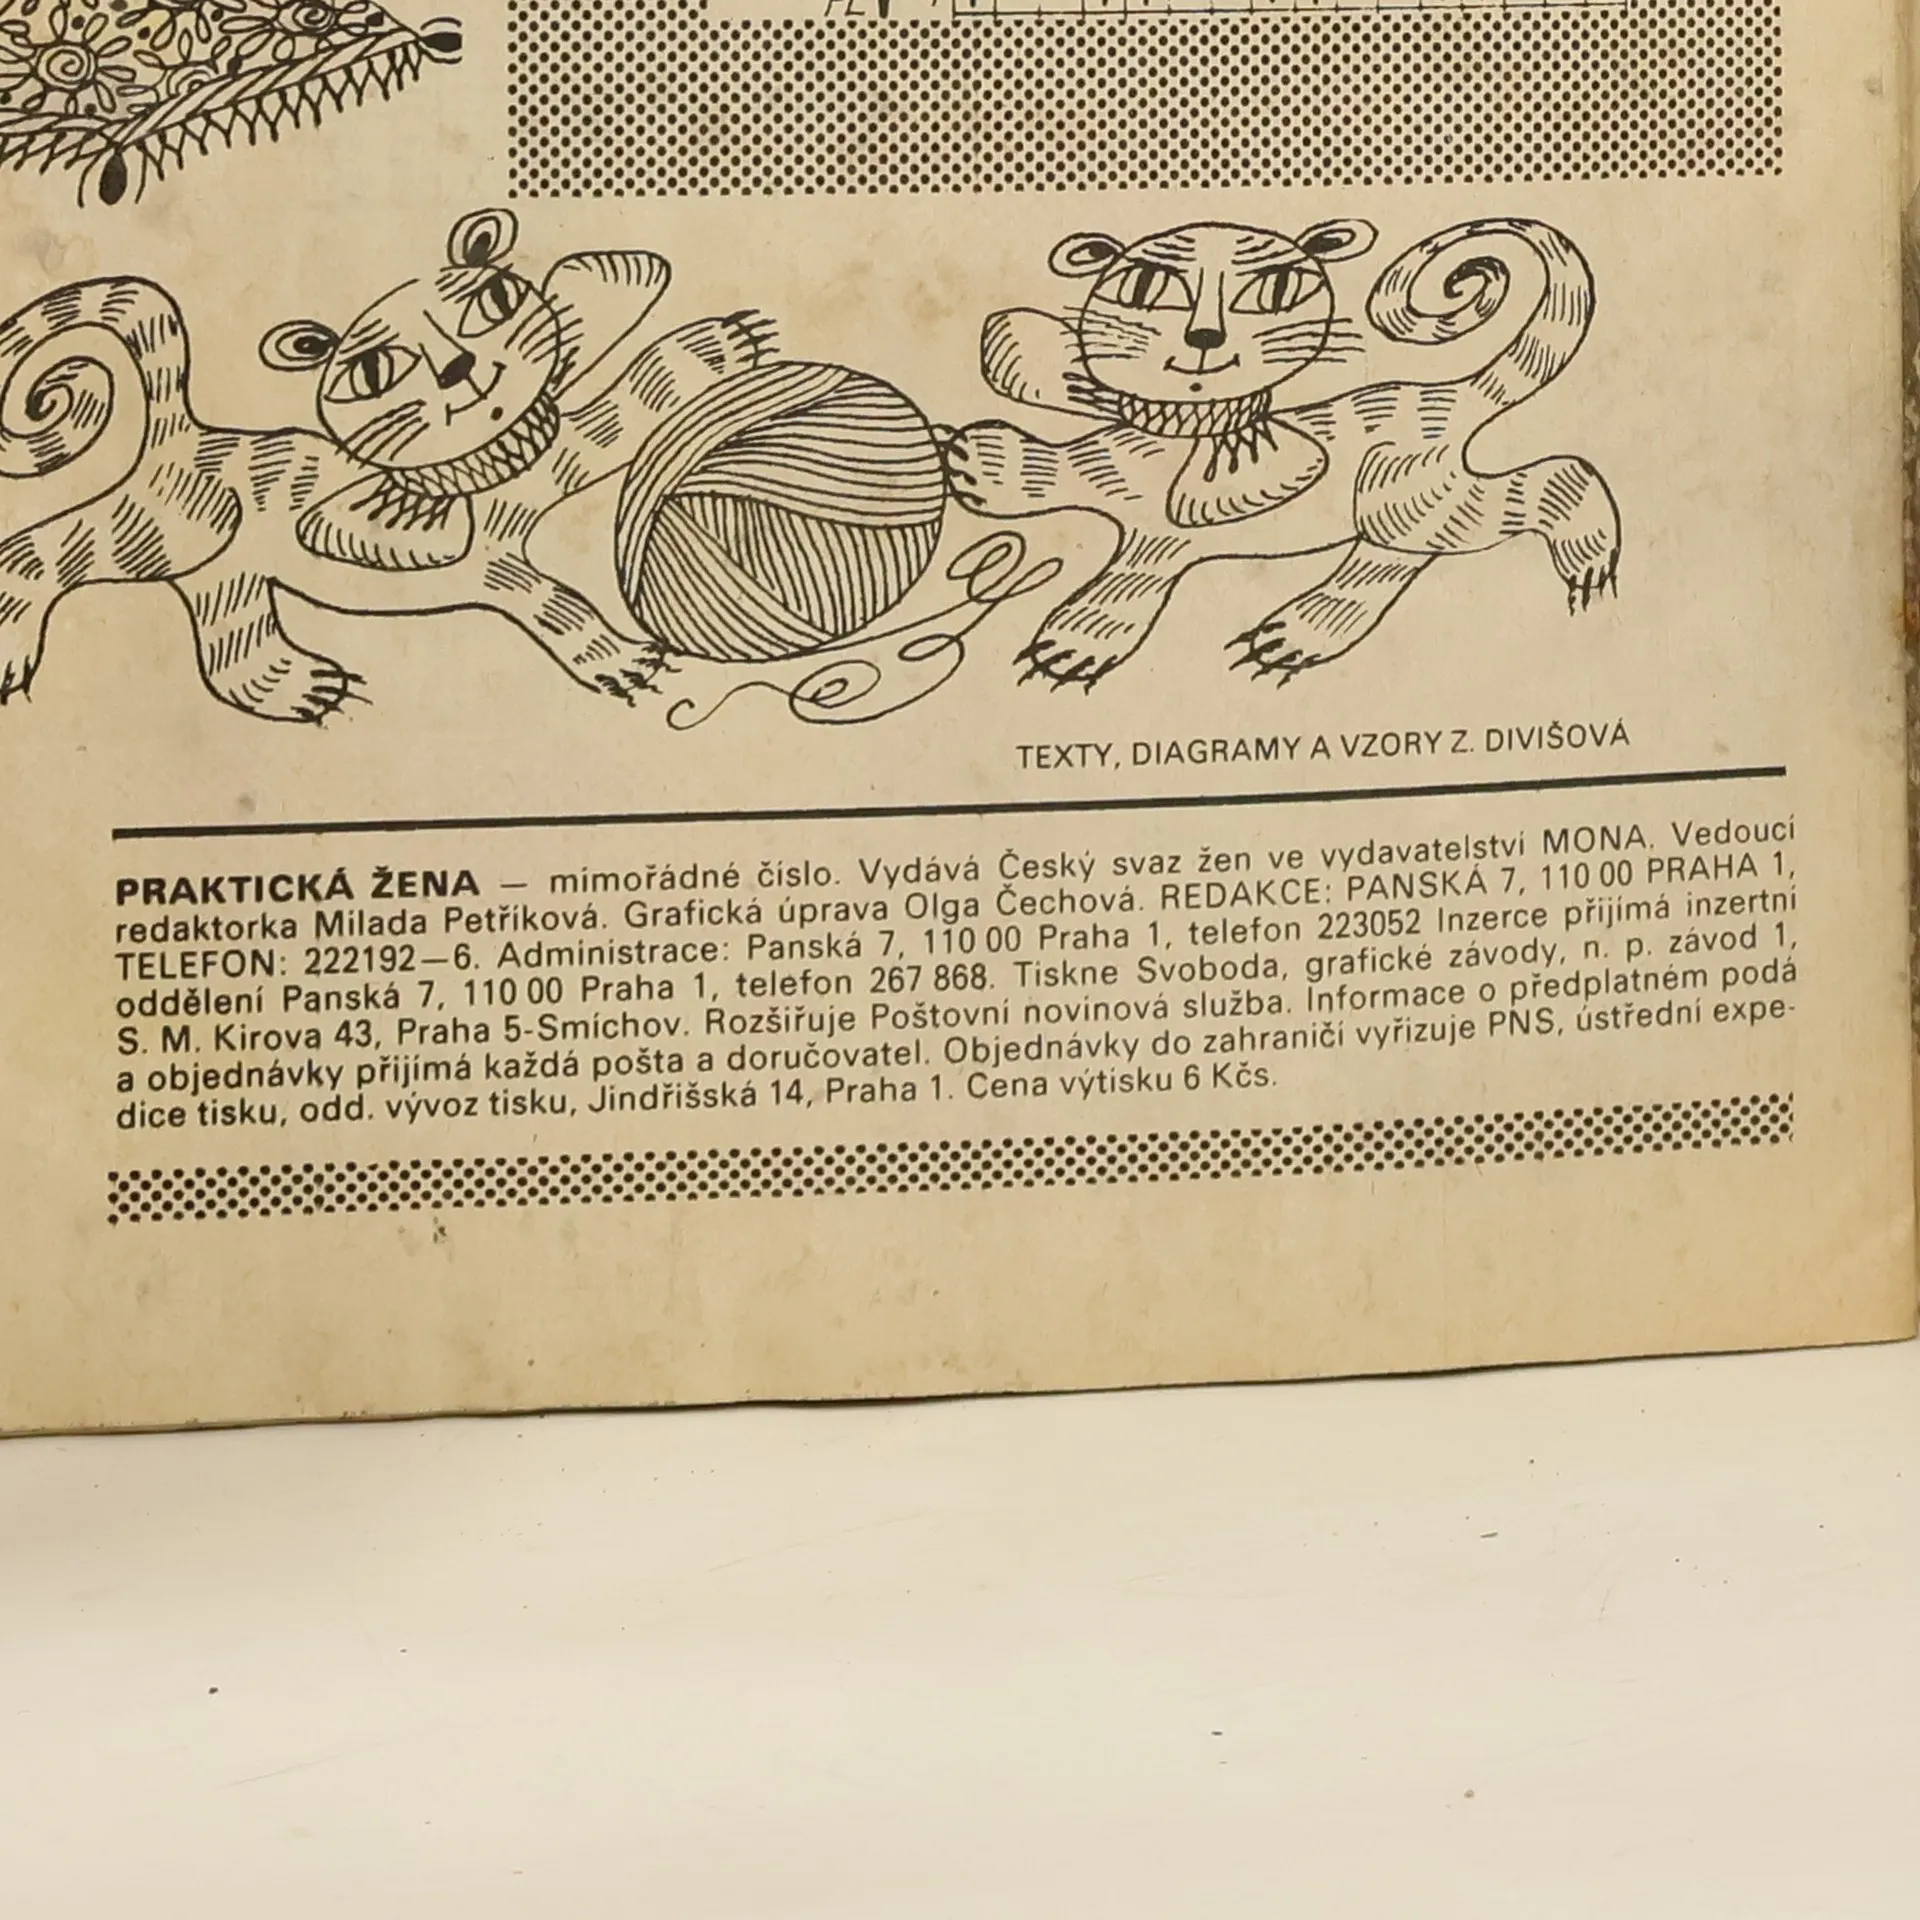 TEXTY, DIAGRAMY A VZORY Z. DIVIŠOVÁ
PRAKTICKÁ ŽENA — mimořádné číslo. Vydává Český svaz žen ve vydavatelství MONA. Vedoucí
redaktorka Milada Petříková. Grafická úprava Olga Čechová. REDAKCE: PANSKÁ 7, 110 00 PRAHA 1,
TELEFON: 222192—6. Administrace: Panská 7, 110 00 Praha 1, telefon 223052 Inzerce přijímá inzertní
oddělení Panská 7, 110 00 Praha 1, telefon 267 868. Tiskne Svoboda, grafické závody, n. p. závod 1,
S. M. Kirova 43, Praha 5-Smíchov. Rozšiřuje Poštovní novinová služba. Informace o předplatném podá
a objednávky přijímá každá pošta a doručovatel. Objednávky do zahraničí vyřizuje PNS, ústřední expe-
dice tisku, odd. vývoz tisku, Jindřišská 14, Praha 1. Cena výtisku 6 Kčs.